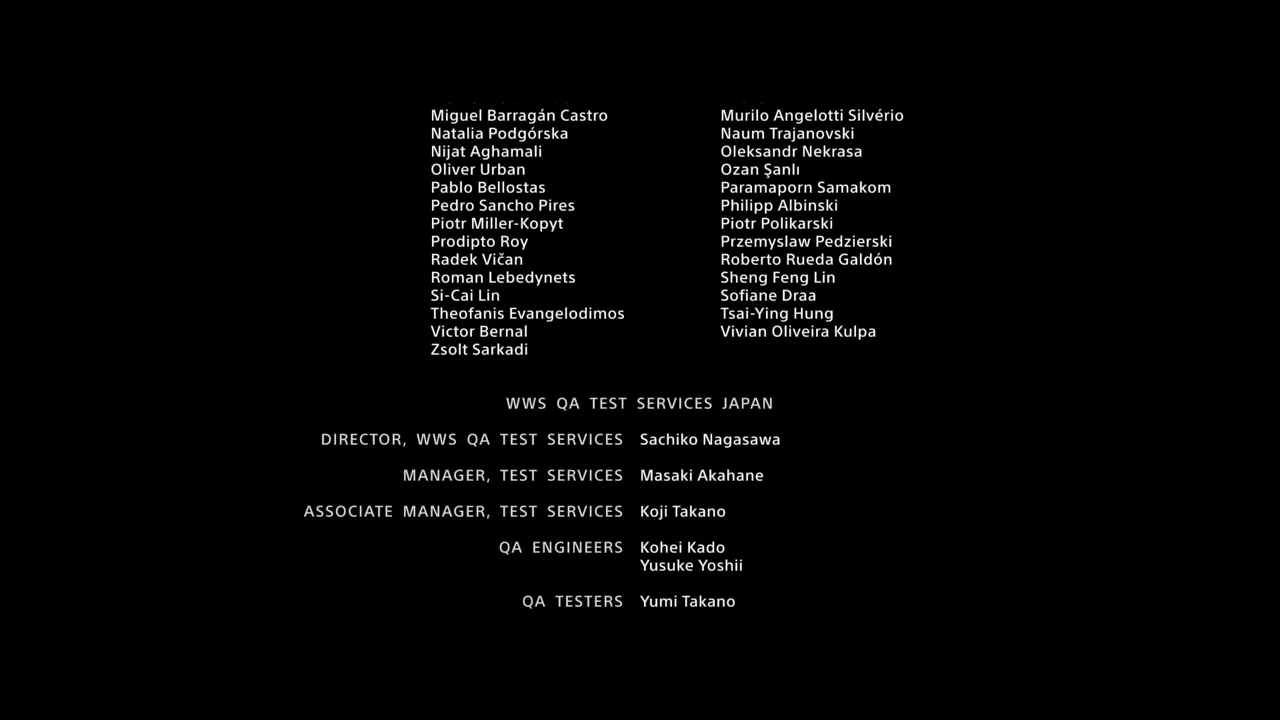 Miguel Barragán Castro Murilo Angelotti Silvério
Natalia Podgórska Naum Trajanovski
Nijat Aghamali Oleksandr Nekrasa
Oliver Urban Ozan Şanlı
Pablo Bellostas Paramaporn Samakom
Pedro Sancho Pires Philipp Albinski
Piotr Miller-Kopyt Piotr Polikarski
Prodipto Roy Przemyslaw Pedzierski
Radek Vičan Roberto Rueda Galdón
Roman Lebedynets Sheng Feng Lin
Si-Cai Lin Sofiane Draa
Theofanis Evangelodimos Tsai-Ying Hung
Victor Bernal Vivian Oliveira Kulpa
Zsolt Sarkadi
WWS QA TEST SERVICES JAPAN
DIRECTOR, WWS QA TEST SERVICES Sachiko Nagasawa
MANAGER, TEST SERVICES Masaki Akahane
ASSOCIATE MANAGER, TEST SERVICES Koji Takano
QA ENGINEERS Kohei Kado
Yusuke Yoshii
QA TESTERS Yumi Takano